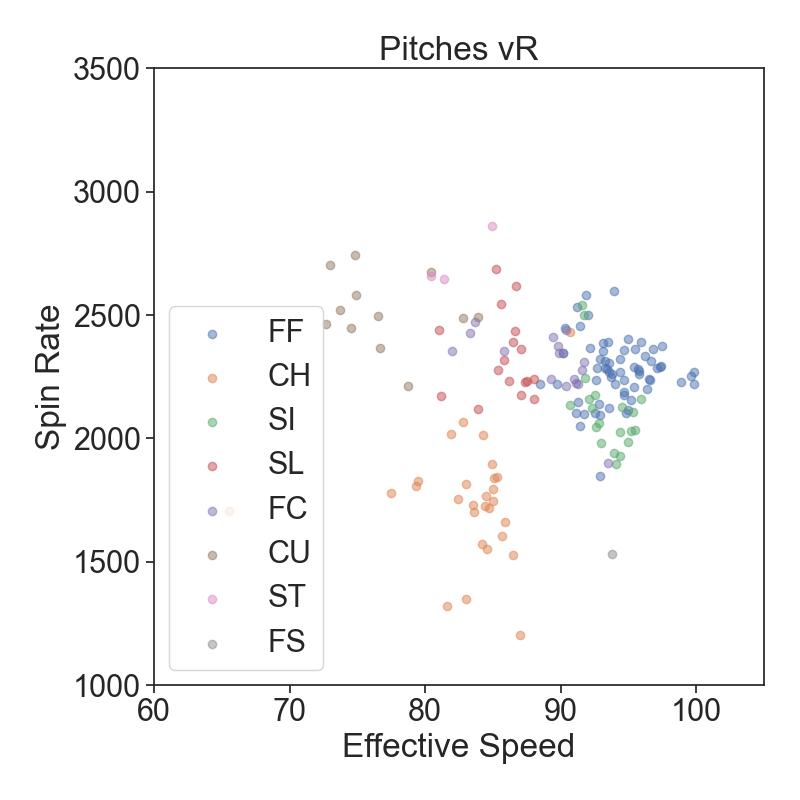 Pitches vR
3500
3000
2500
2000
1500
1000
Spin Rate
FF
CH
SI
SL
FC
CU
ST
FS
60 70 80 90 100
Effective Speed